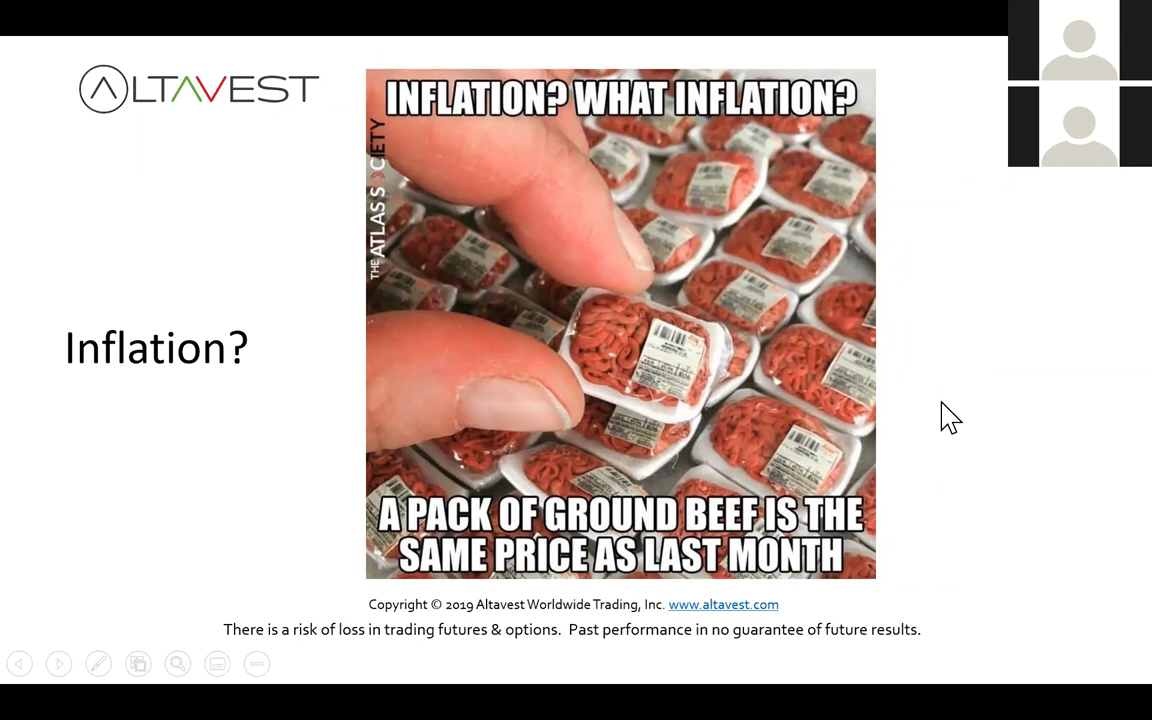 ALTAVEST
INFLATION? WHAT INFLATION?
THE ATLAS SOCIETY
Inflation?
A PACK OF GROUND BEEF IS THE
SAME PRICE AS LAST MONTH
Copyright © 2019 Altavest Worldwide Trading, Inc. www.altavest.com
There is a risk of loss in trading futures & options. Past performance in no guarantee of future results.